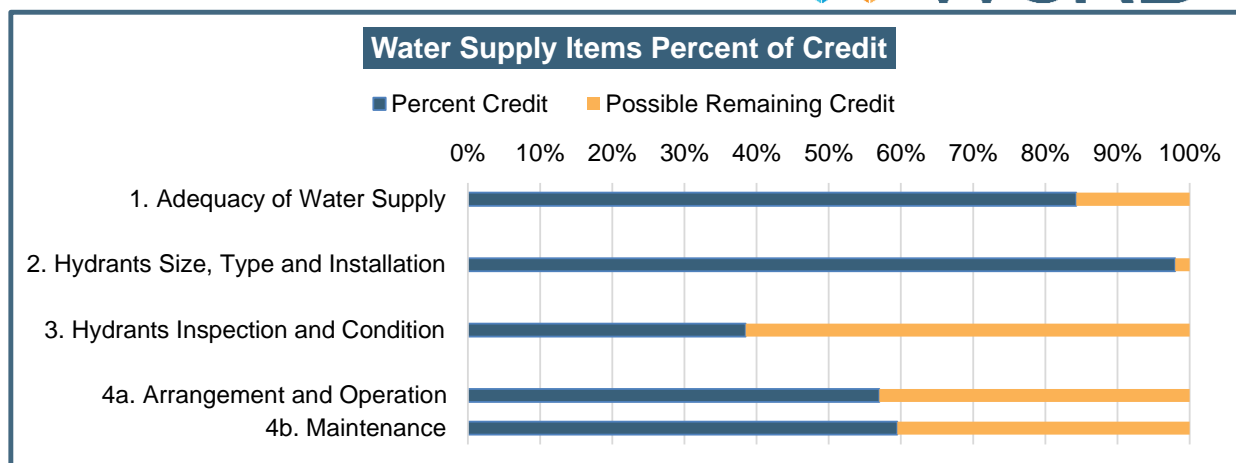 Water Supply Items Percent of Credit
Percent Credit Possible Remaining Credit
0% 10% 20% 30% 40% 50% 60% 70% 80% 90% 100%
1. Adequacy of Water Supply
2. Hydrants Size, Type and Installation
3. Hydrants Inspection and Condition
4a. Arrangement and Operation
4b. Maintenance